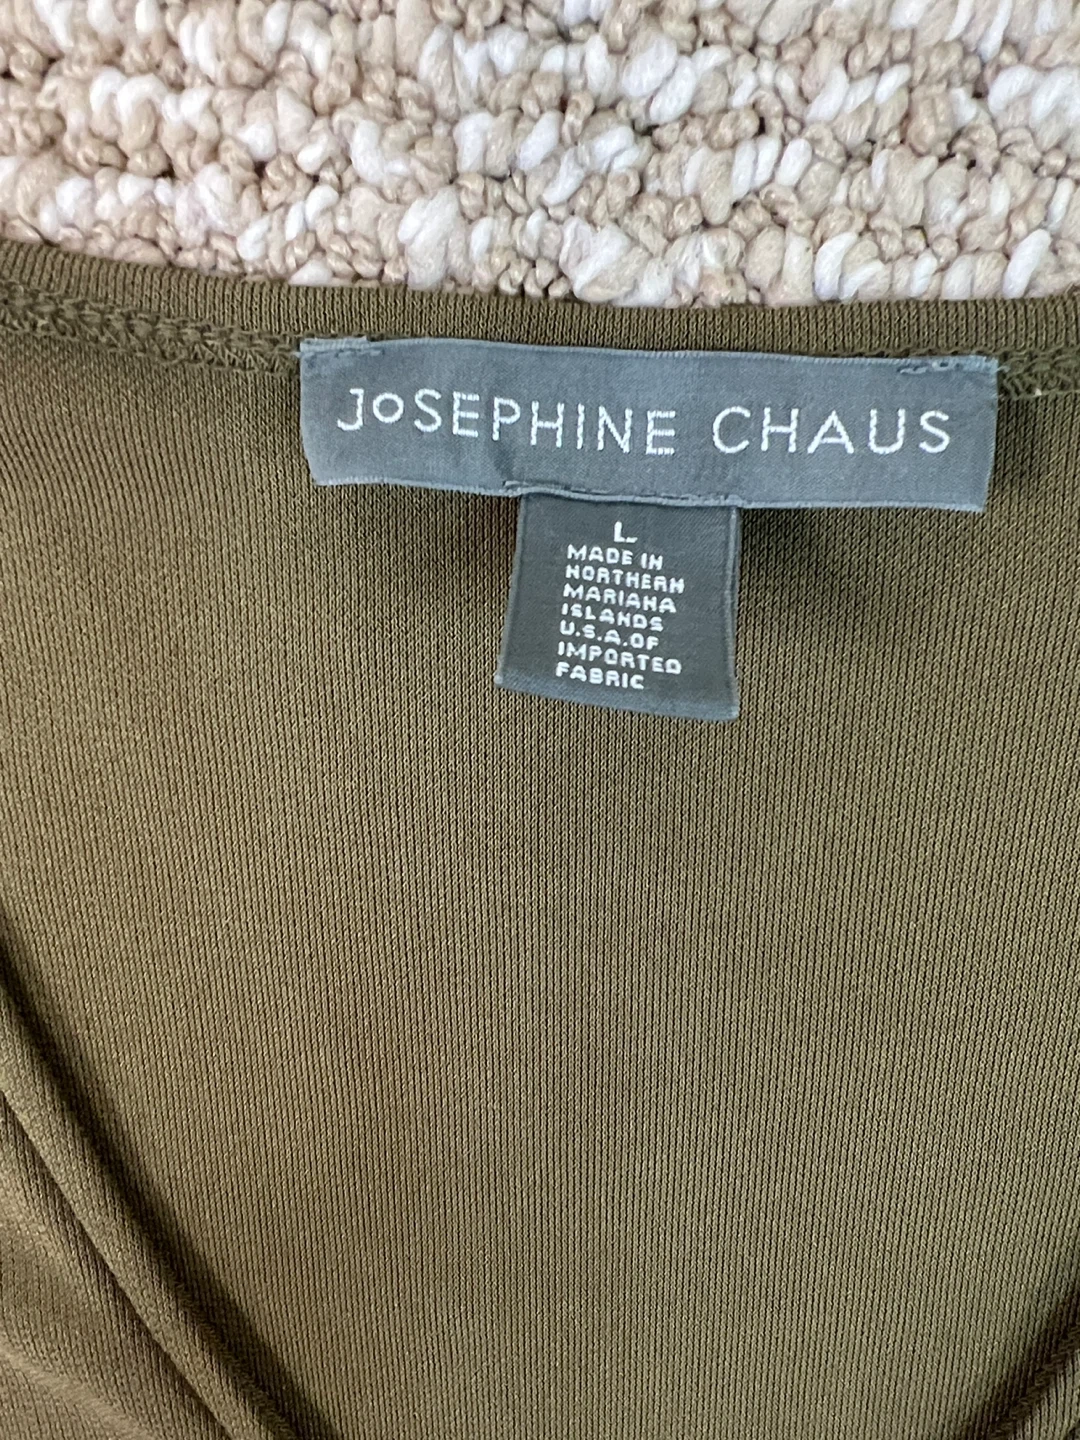 JoSEPHINE CHAUS
L
MADE IN
NORTHERN
MARIANA
ISLANDS
U.S.A.OF
IMPORTED
FABRIC